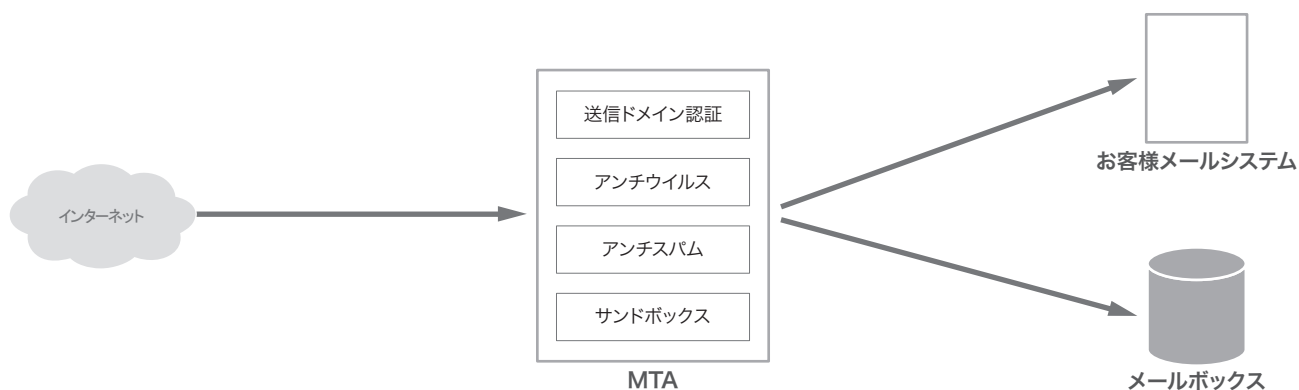 インターネット
送信ドメイン認証
アンチウイルス
アンチスパム
サンドボックス
MTA
お客様メールシステム
メールボックス